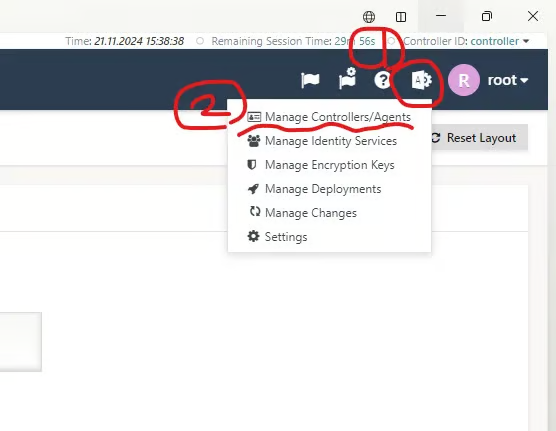 Time: 21.11.2024 15:38:38 Remaining Session Time: 29m 56s Controller ID: controller
1
A R root
2
Manage Controllers/Agents
Manage Identity Services
Reset Layout
Manage Encryption Keys
Manage Deployments
Manage Changes
Settings